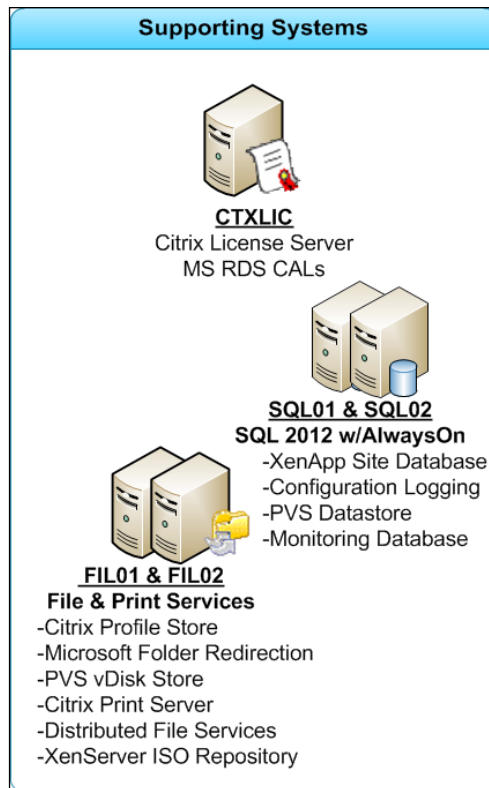 Supporting Systems
CTXLIC
Citrix License Server
MS RDS CALs
SQL01 & SQL02
SQL 2012 w/AlwaysOn
-XenApp Site Database
-Configuration Logging
-PVS Datastore
-Monitoring Database
FIL01 & FIL02
File & Print Services
-Citrix Profile Store
-Microsoft Folder Redirection
-PVS vDisk Store
-Citrix Print Server
-Distributed File Services
-XenServer ISO Repository